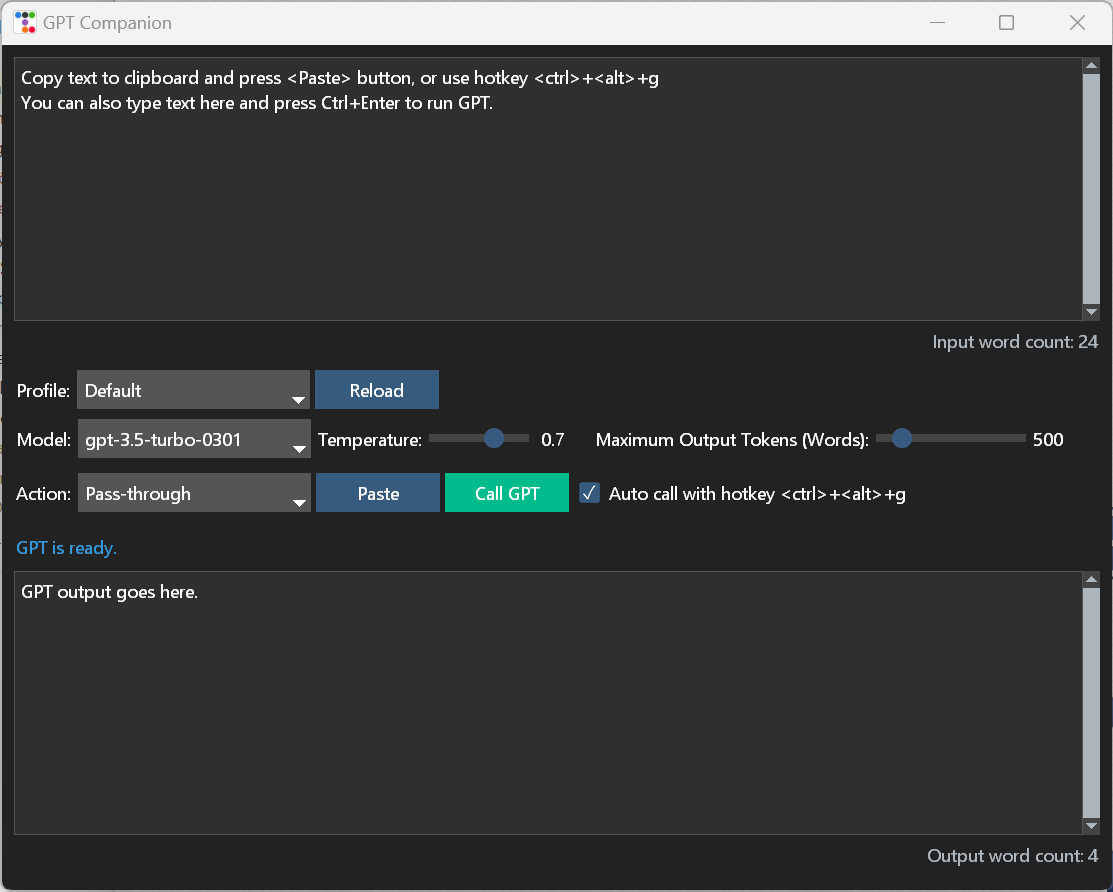 GPT Companion
Copy text to clipboard and press <Paste> button, or use hotkey <ctrl>+<alt>+g
You can also type text here and press Ctrl+Enter to run GPT.
Input word count: 24
Profile: Default Reload
Model: gpt-3.5-turbo-0301 Temperature: 0.7 Maximum Output Tokens (Words): 500
Action: Pass-through Paste Call GPT Auto call with hotkey <ctrl>+<alt>+g
GPT is ready.
GPT output goes here.
Output word count: 4